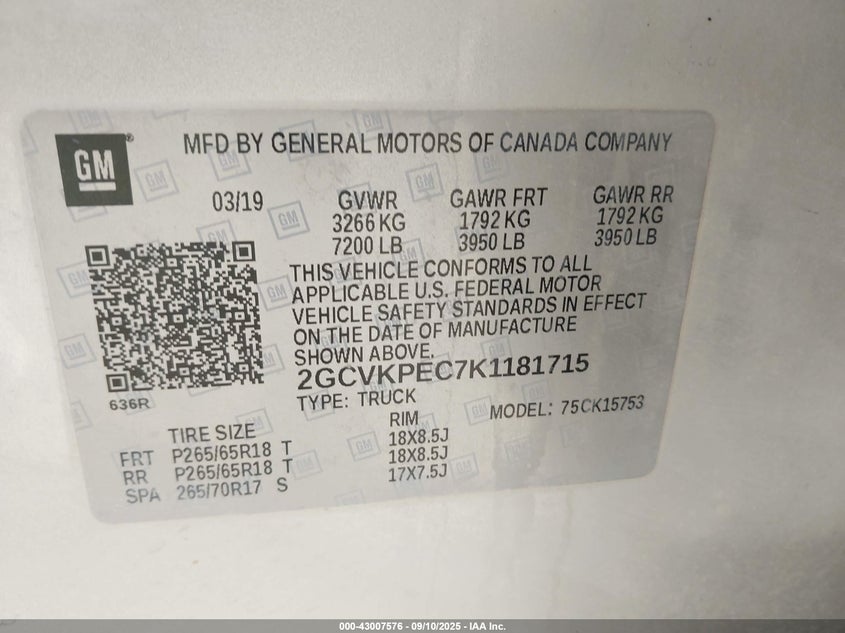 GM
MFD BY GENERAL MOTORS OF CANADA COMPANY
03/19 GVWR GAWR FRT GAWR RR
3266 KG 1792 KG 1792 KG
7200 LB 3950 LB 3950 LB
THIS VEHICLE CONFORMS TO ALL
APPLICABLE U.S. FEDERAL MOTOR
VEHICLE SAFETY STANDARDS IN EFFECT
ON THE DATE OF MANUFACTURE
SHOWN ABOVE.
2GCVKPEC7K1181715
636R
TYPE: TRUCK MODEL: 75CK15753
TIRE SIZE RIM
FRT P265/65R18 T 18X8.5J
RR P265/65R18 T 18X8.5J
SPA 265/70R17 S 17X7.5J
000-43007576 - 09/10/2025 - IAA Inc.